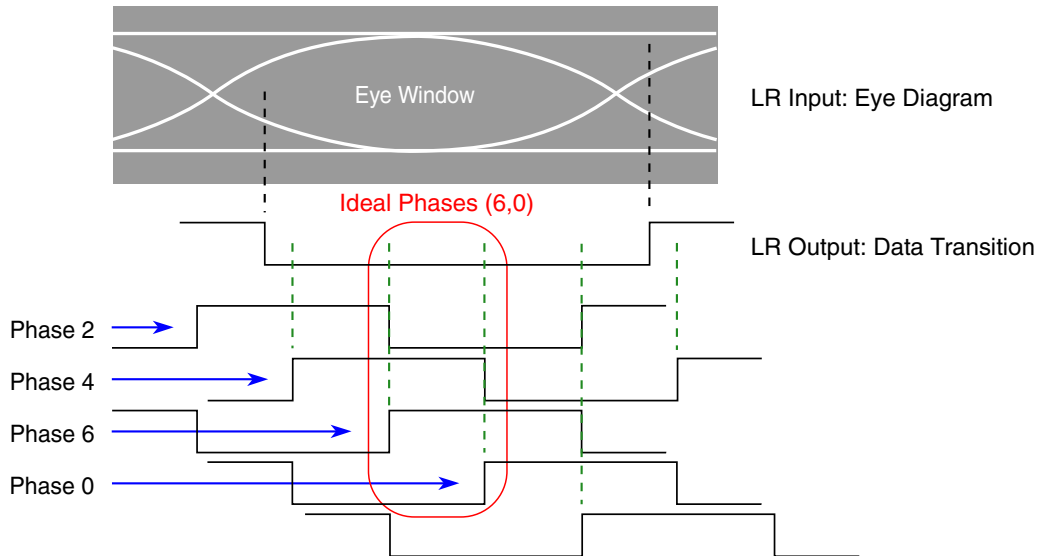 Eye Window
LR Input: Eye Diagram
Ideal Phases (6,0)
LR Output: Data Transition
Phase 2
Phase 4
Phase 6
Phase 0